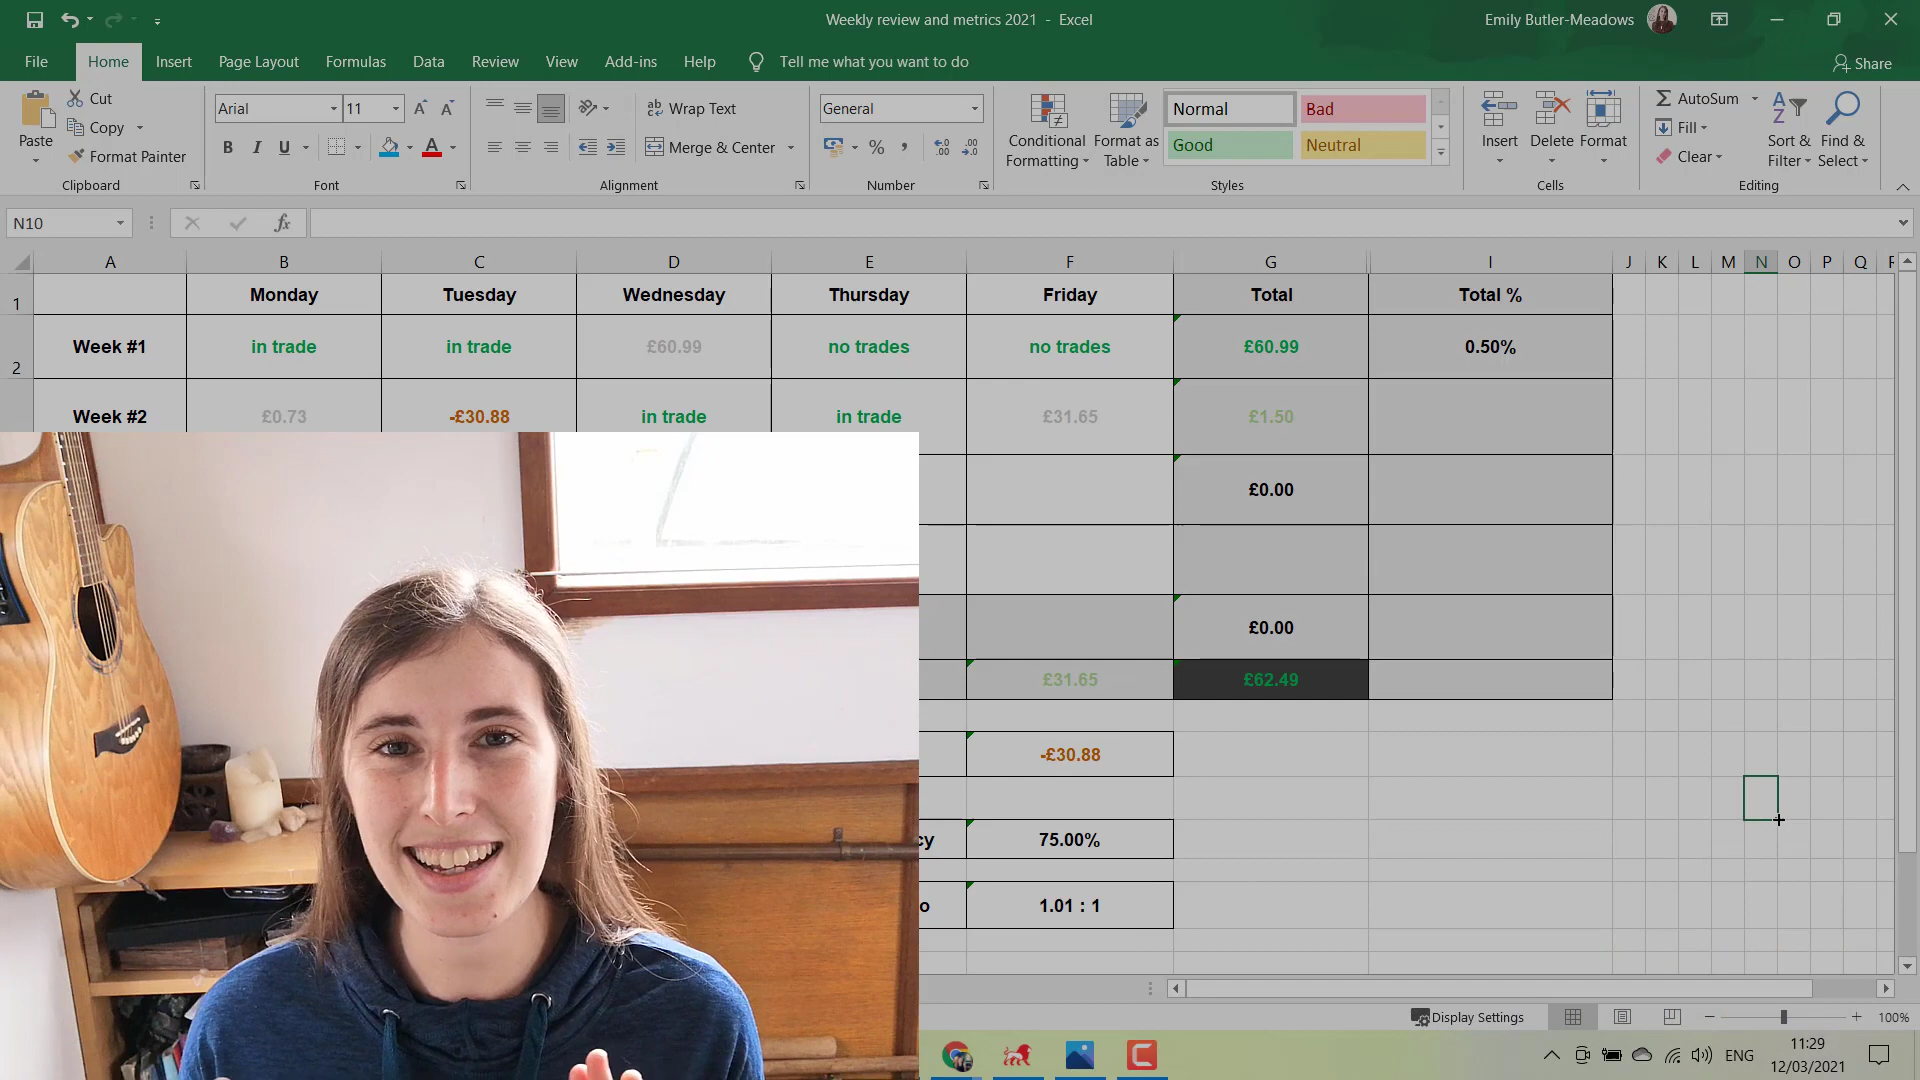 Weekly review and metrics 2021 - Excel
Emily Butler-Meadows
File Home Insert Page Layout Formulas Data Review View Add-ins Help Tell me what you want to do Share
Paste
Cut
Copy
Format Painter
Clipboard
Arial 11
B I U
Font
Wrap Text
Merge & Center
Alignment
General
Number
Conditional Formatting
Format as Table
Normal Bad
Good Neutral
Styles
Insert Delete Format
Cells
AutoSum
Fill
Clear
Sort & Filter
Find & Select
Editing
N10
fx
A B C D E F G I J K L M N O P Q
1 Monday Tuesday Wednesday Thursday Friday Total Total %
2 Week #1 in trade in trade £60.99 no trades no trades £60.99 0.50%
Week #2 £0.73 -£30.88 in trade in trade £31.65 £1.50
£0.00
£0.00
£31.65 £62.49
-£30.88
cy 75.00%
o 1.01 : 1
Display Settings 100%
ENG
11:29
12/03/2021